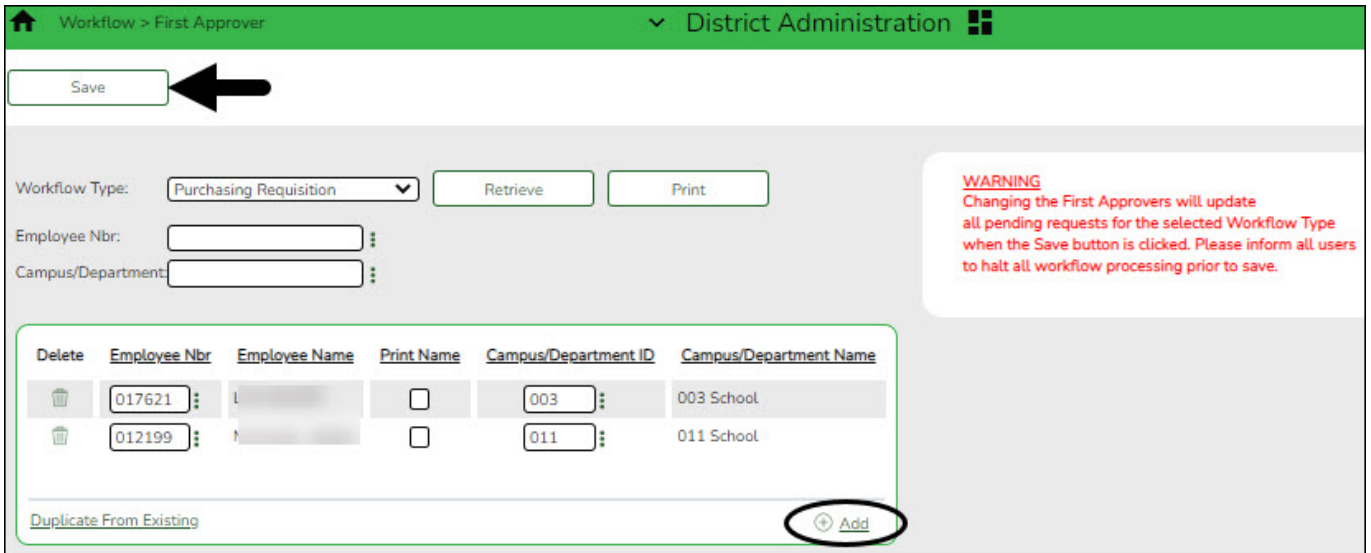 Workflow > First Approver
District Administration
Save
Workflow Type: Purchasing Requisition Retrieve Print
Employee Nbr:
Campus/Department:
WARNING
Changing the First Approvers will update
all pending requests for the selected Workflow Type
when the Save button is clicked. Please inform all users
to halt all workflow processing prior to save.
Delete Employee Nbr Employee Name Print Name Campus/Department ID Campus/Department Name
017621 003 003 School
012199 011 011 School
Duplicate From Existing Add